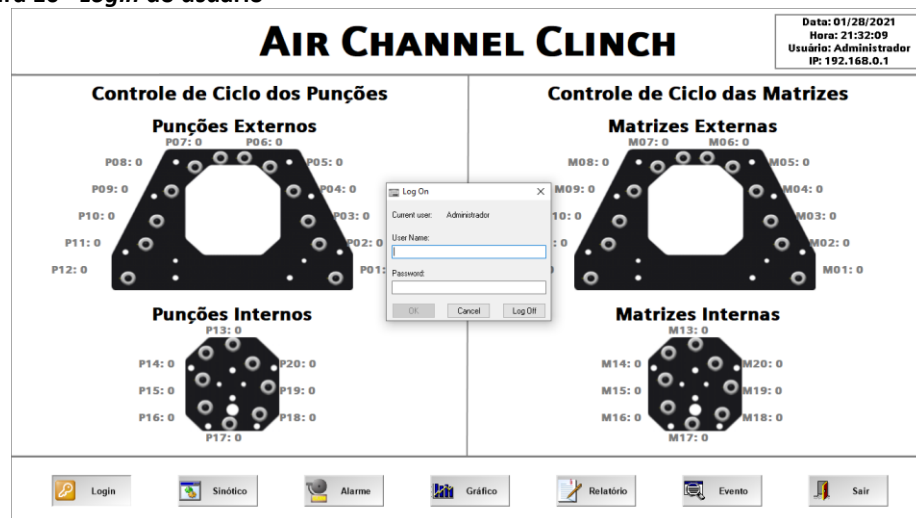 Login do usuário
AIR CHANNEL CLINCH
Data: 01/28/2021
Hora: 21:32:09
Usuário: Administrador
IP: 192.168.0.1
Controle de Ciclo dos Punções
Punções Externos
P07: 0 P06: 0
P08: 0 P05: 0
P09: 0 P04: 0
P10: 0 P03: 0
P11: 0 P02: 0
P12: 0 P01:
Punções Internos
P13: 0
P14: 0 P20: 0
P15: 0 P19: 0
P16: 0 P18: 0
P17: 0
Log On
Current user: Administrador
User Name:
Password:
OK Cancel Log Off
Controle de Ciclo das Matrizes
Matrizes Externas
M07: 0 M06: 0
M08: 0 M05: 0
M09: 0 M04: 0
10: 0 M03: 0
: 0 M02: 0
M01: 0
Matrizes Internas
M13: 0
M14: 0 M20: 0
M15: 0 M19: 0
M16: 0 M18: 0
M17: 0
Login Sinótico Alarme Gráfico Relatório Evento Sair